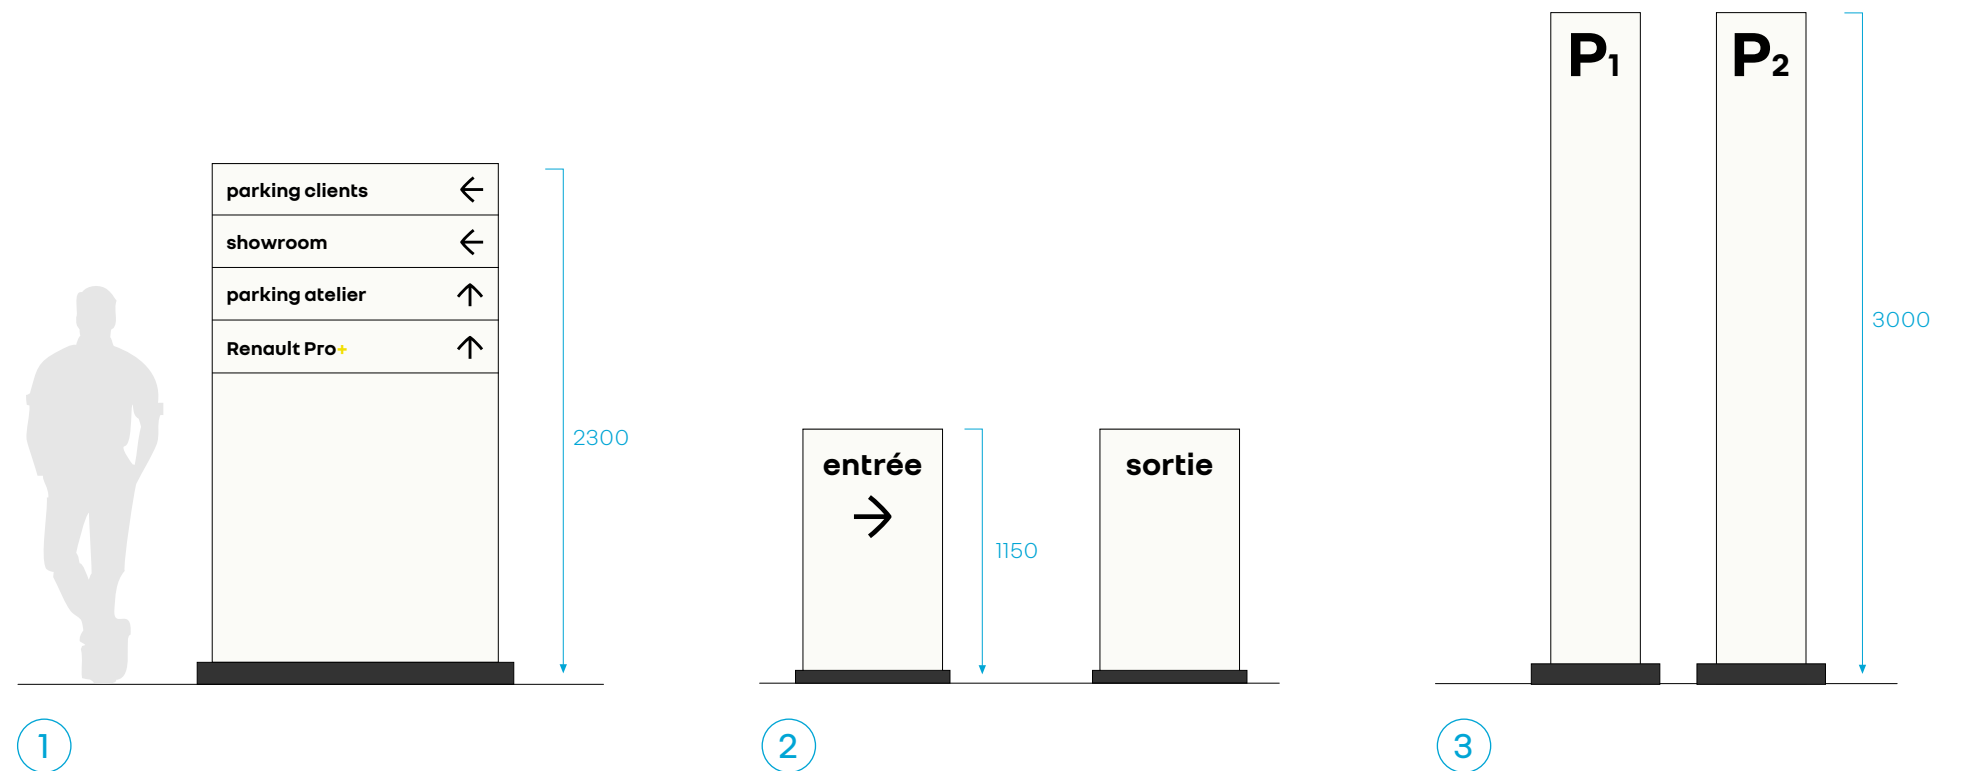 parking clients ←
showroom ←
parking atelier ↑
Renault Pro+ ↑
2300
1
entrée
→
1150
sortie
2
P1
P2
3000
3